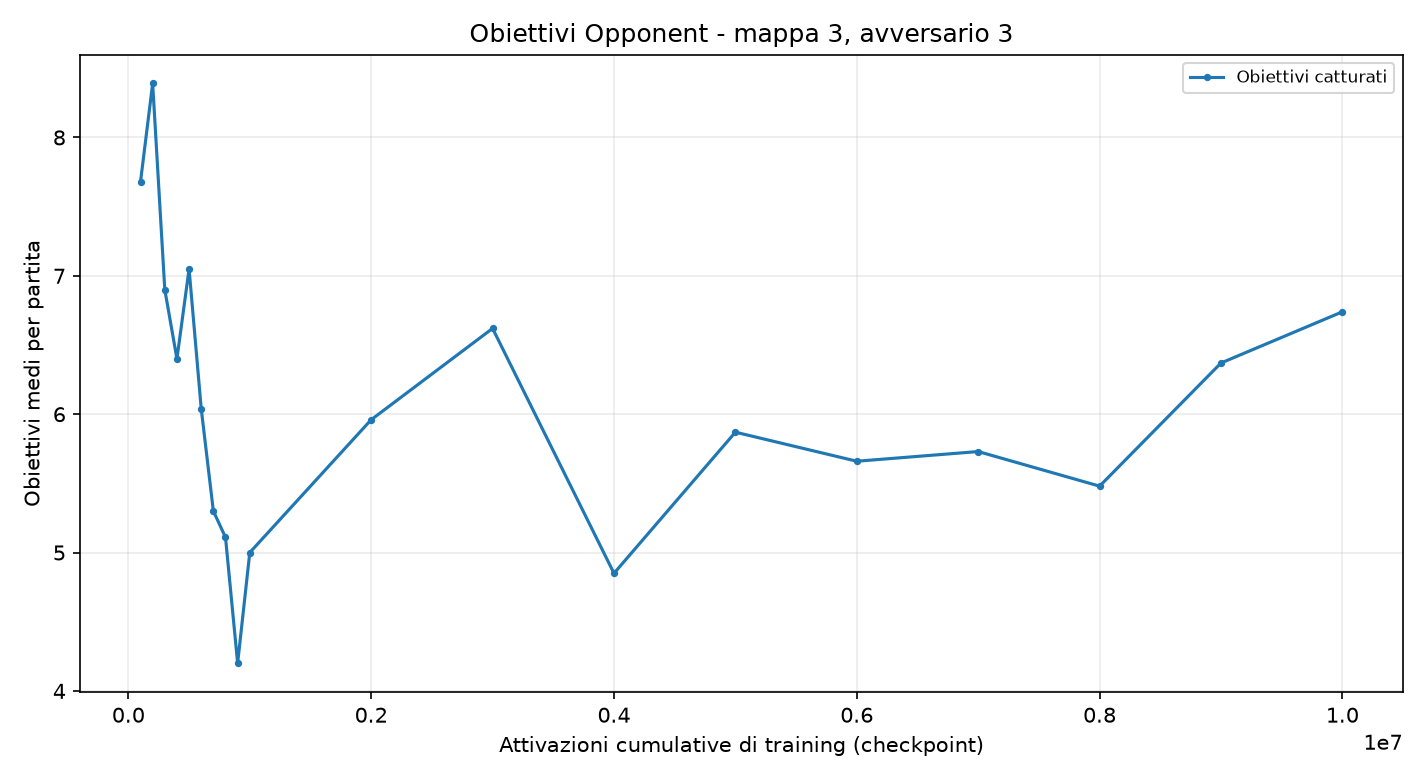 Obiettivi Opponent - mappa 3, avversario 3
Obiettivi catturati
Obiettivi medi per partita
8
7
6
5
4
0.0 0.2 0.4 0.6 0.8 1.0
1e7
Attivazioni cumulative di training (checkpoint)